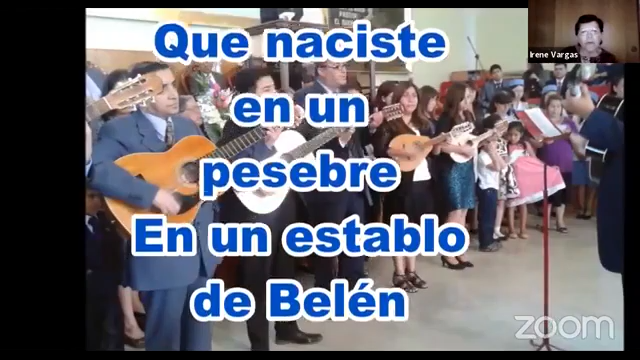 Que naciste
en un
pesebre
En un establo
de Belén
Irene Vargas
zoom